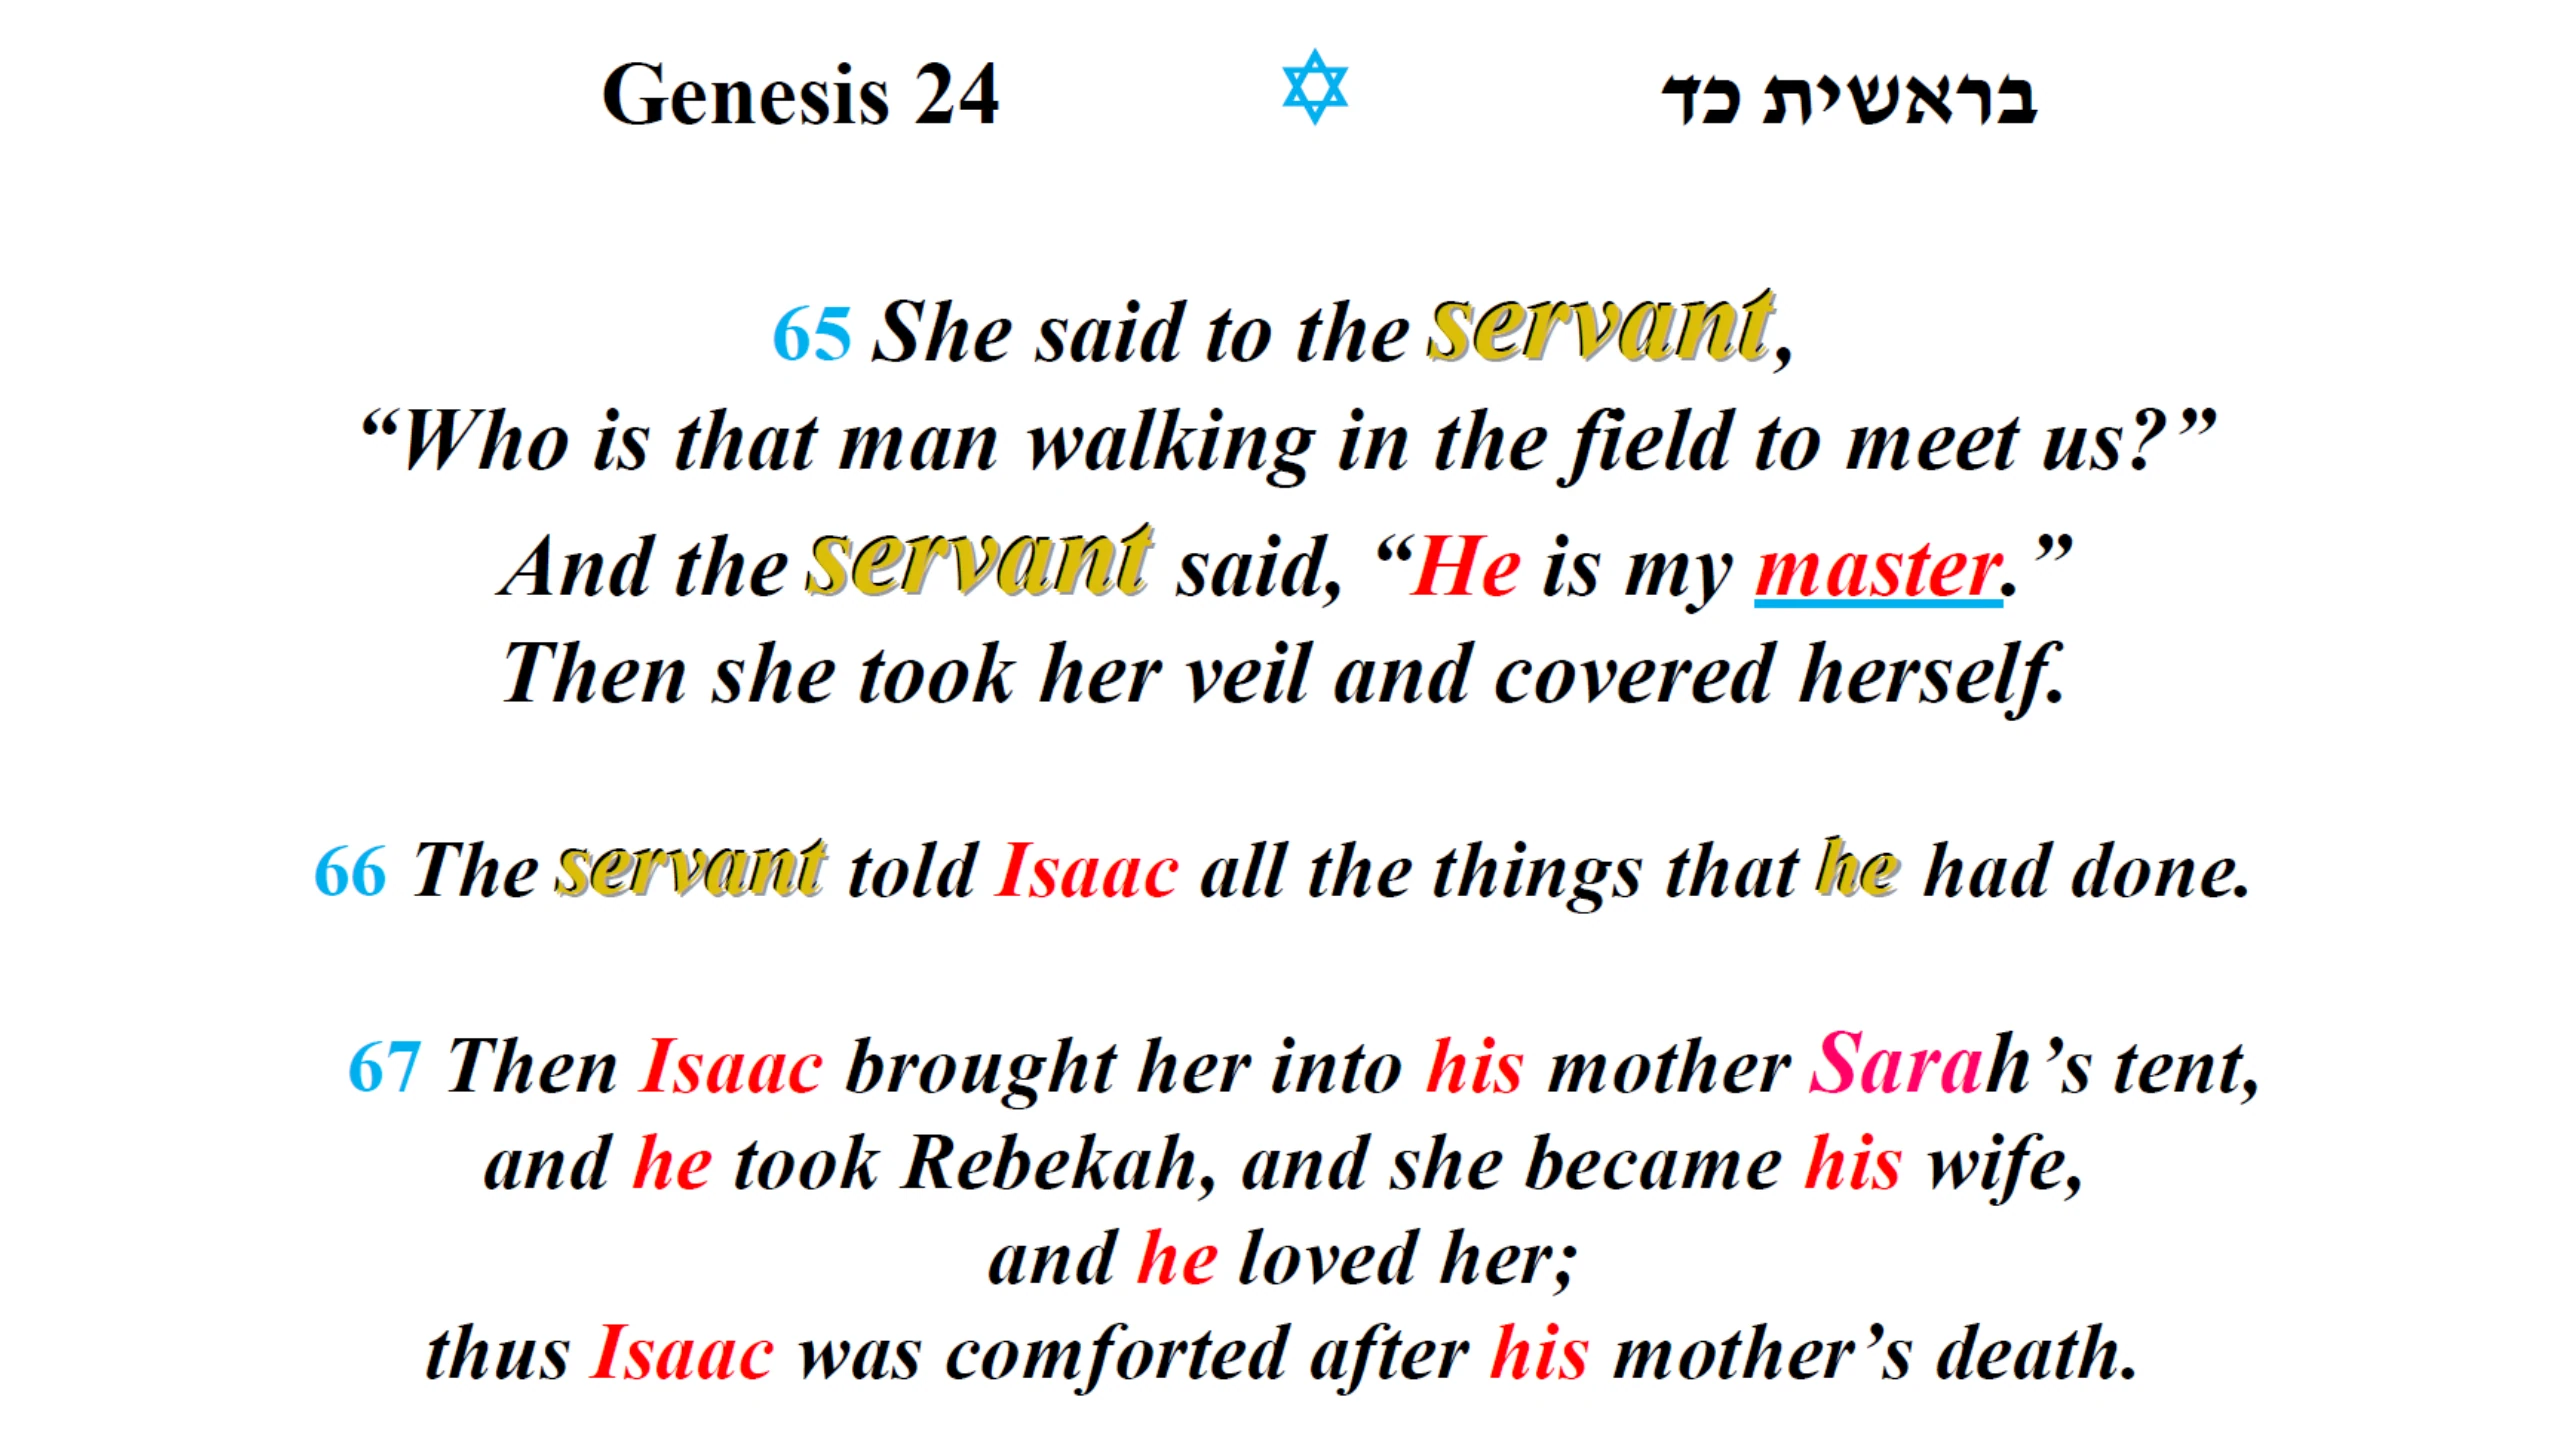 Genesis 24 ✡ בראשית כד
65 She said to the servant,
“Who is that man walking in the field to meet us?”
And the servant said, “He is my master.”
Then she took her veil and covered herself.
66 The servant told Isaac all the things that he had done.
67 Then Isaac brought her into his mother Sarah’s tent,
and he took Rebekah, and she became his wife,
and he loved her;
thus Isaac was comforted after his mother’s death.